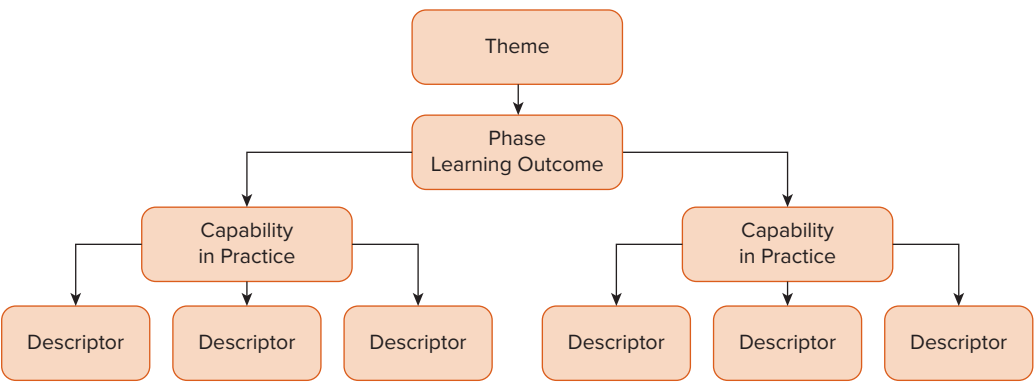 Theme
Phase
Learning Outcome
Capability
in Practice
Capability
in Practice
Descriptor
Descriptor
Descriptor
Descriptor
Descriptor
Descriptor